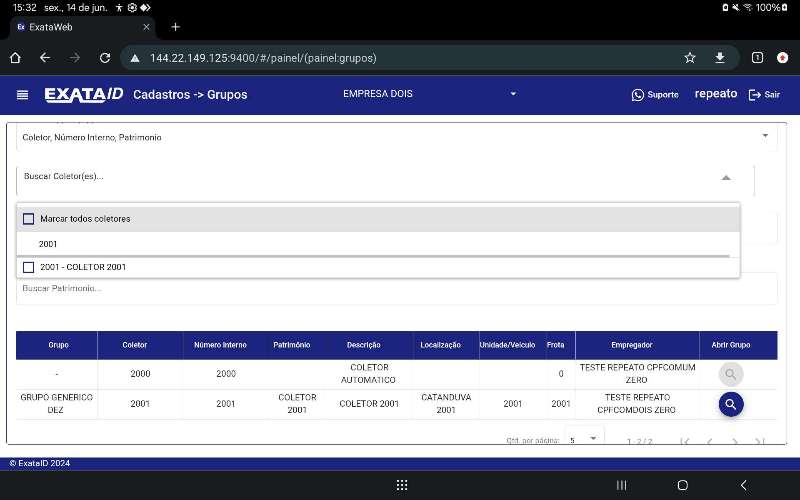 15:32 sex., 14 de jun.
100%
Ex ExataWeb
144.22.149.125:9400/#/painel/(painel:grupos)
1
EXATAID
Cadastros -> Grupos
EMPRESA DOIS
Suporte
repeato
Sair
Coletor, Número Interno, Patrimonio
Buscar Coletor(es)...
Marcar todos coletores
2001
2001 - COLETOR 2001
Buscar Patrimonio...
Grupo Coletor Número Interno Patrimônio Descrição Localização Unidade/Veículo Frota Empregador Abrir Grupo
- 2000 2000 COLETOR AUTOMATICO 0 TESTE REPEATO CPFCOMUM ZERO
GRUPO GENERICO DEZ 2001 2001 COLETOR 2001 COLETOR 2001 CATANDUVA 2001 2001 2001 TESTE REPEATO CPFCOMDOIS ZERO
Qtd. por página: 5 1 - 2 / 2
© ExataID 2024